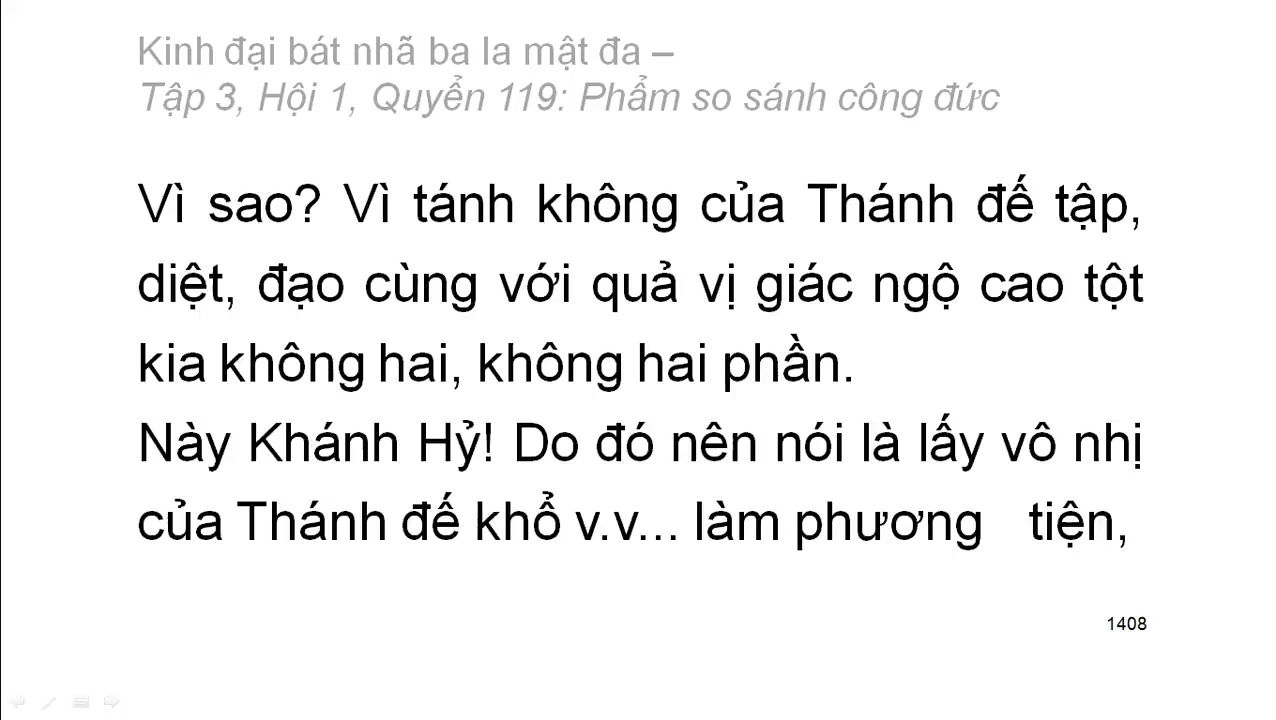 Kinh đại bát nhã ba la mật đa –
Tập 3, Hội 1, Quyển 119: Phẩm so sánh công đức
Vì sao? Vì tánh không của Thánh đế tập,
diệt, đạo cùng với quả vị giác ngộ cao tột
kia không hai, không hai phần.
Này Khánh Hỷ! Do đó nên nói là lấy vô nhị
của Thánh đế khổ v.v... làm phương tiện,
1408